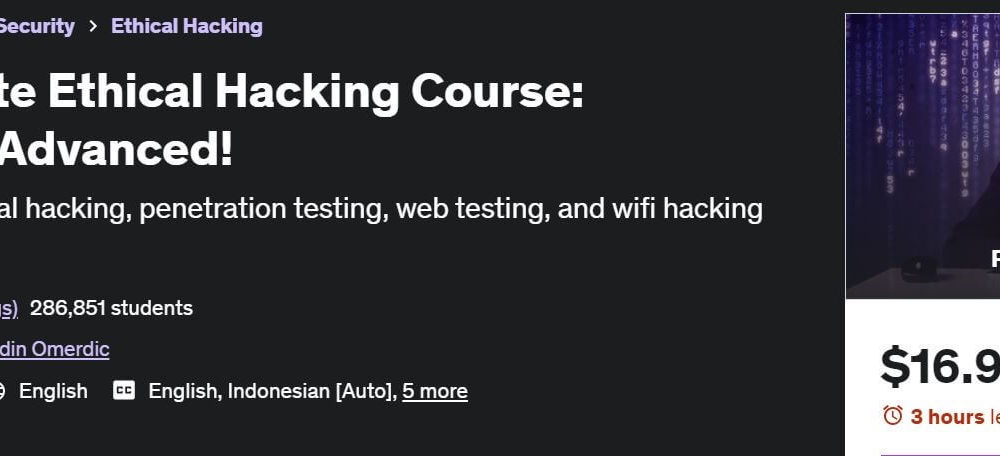 Security > Ethical Hacking
te Ethical Hacking Course:
Advanced!
al hacking, penetration testing, web testing, and wifi hacking
gs) 286,851 students
din Omerdic
English CC English, Indonesian [Auto], 5 more
$16.9
3 hours le